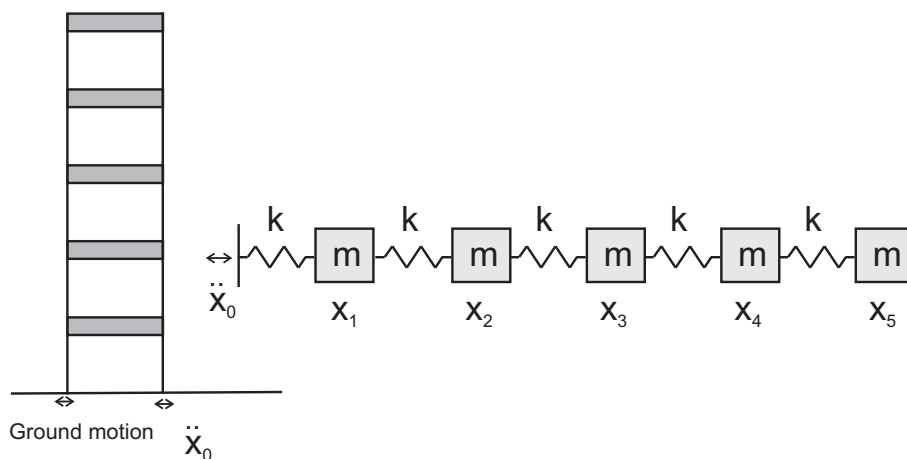 k k k k k
m m m m m
ẍ₀ x₁ x₂ x₃ x₄ x₅
Ground motion ẍ₀